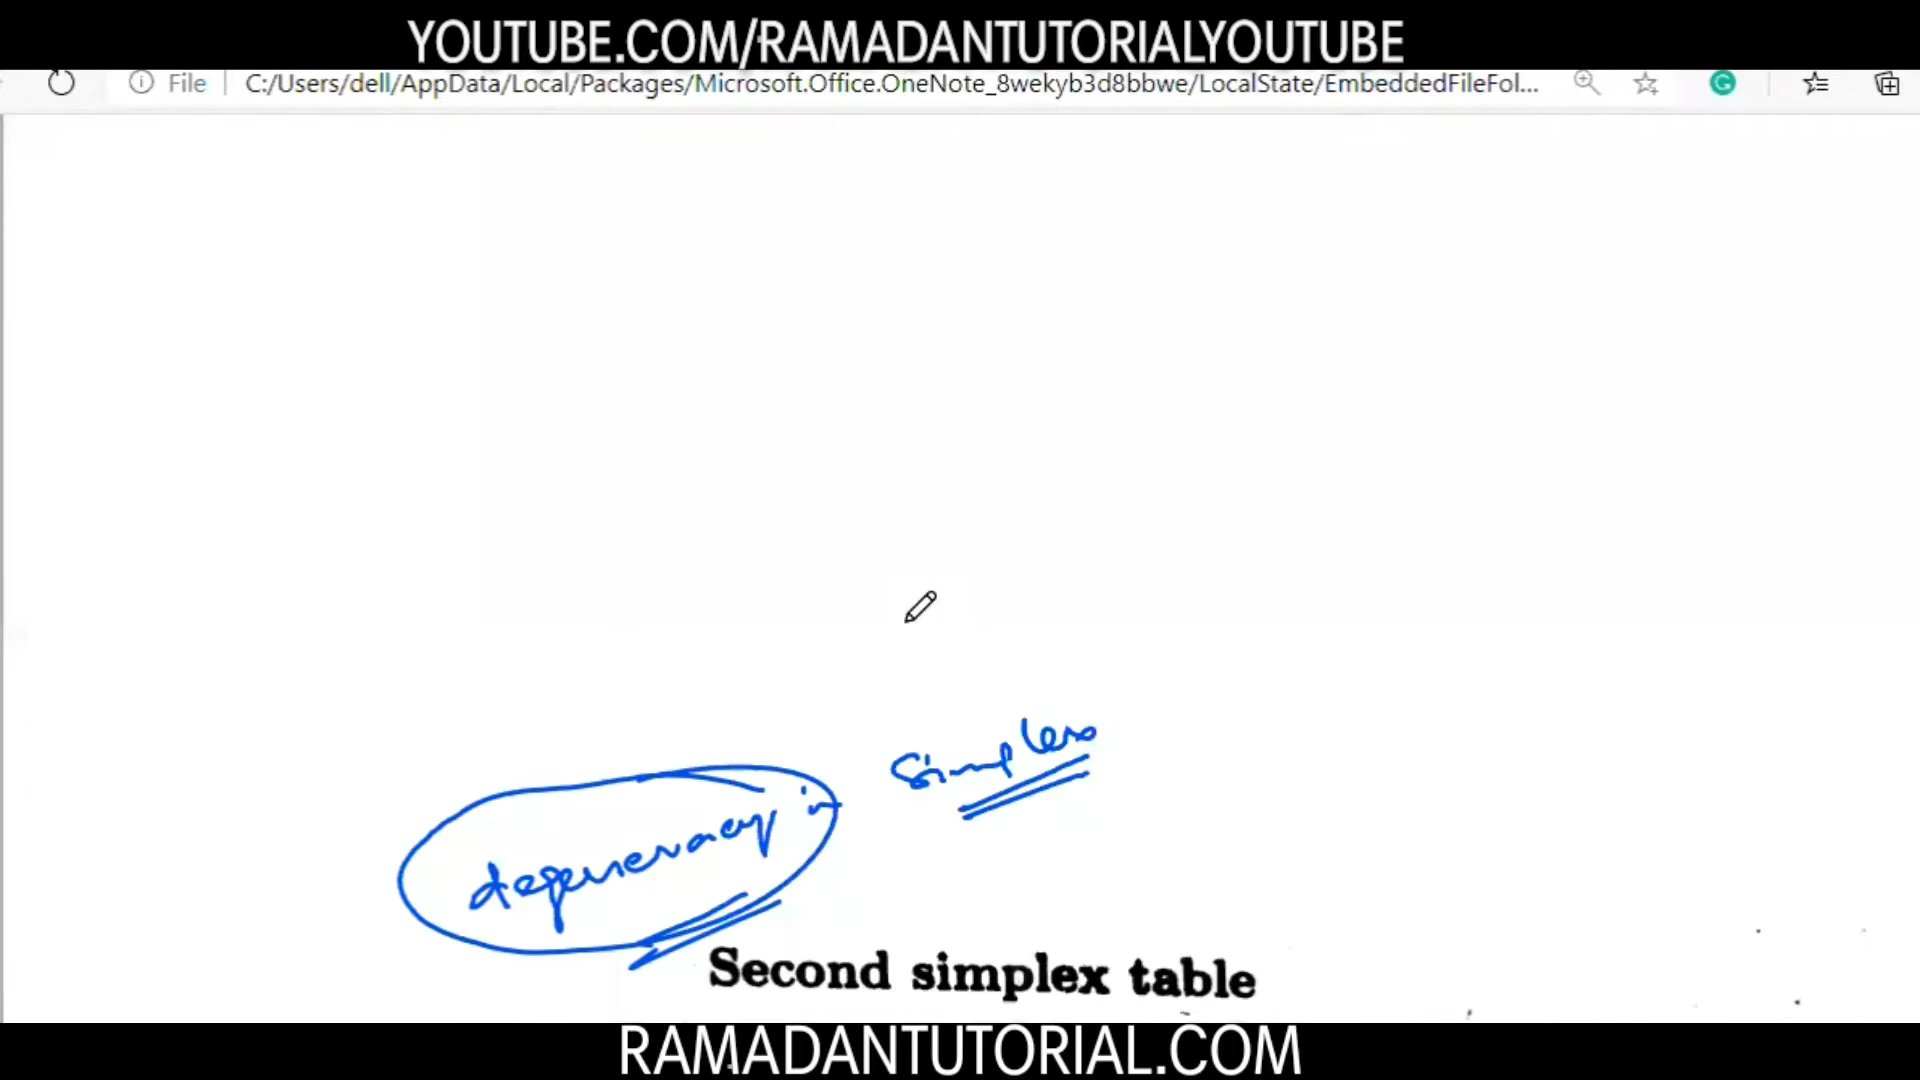 YOUTUBE.COM/RAMADANTUTORIALYOUTUBE
File C:/Users/dell/AppData/Local/Packages/Microsoft.Office.OneNote_8wekyb3d8bbwe/LocalState/EmbeddedFileFol...
degeneracy in simplex
Second simplex table
RAMADANTUTORIAL.COM